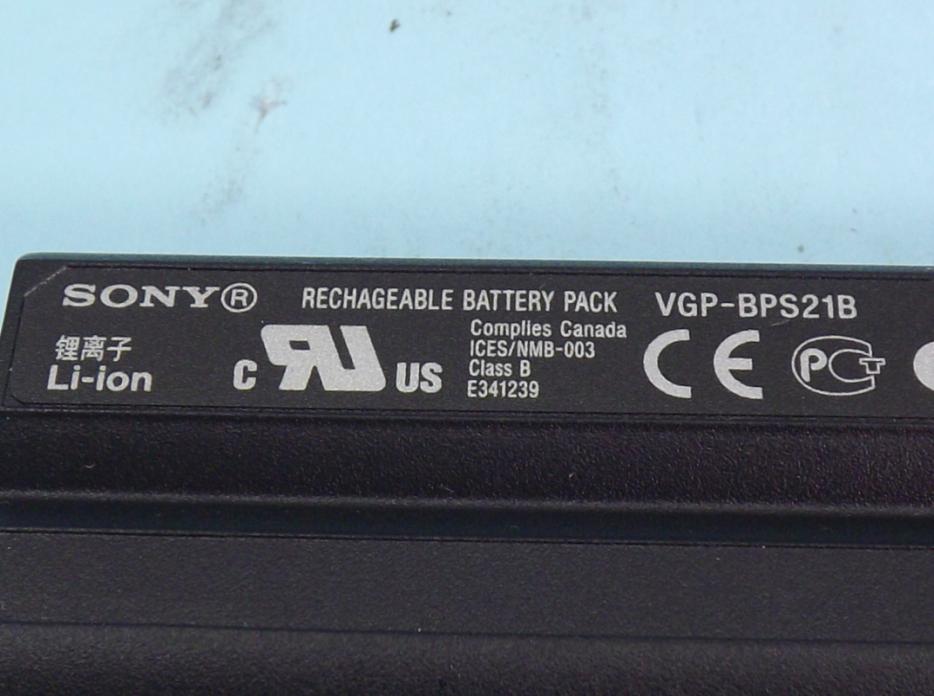 SONY® RECHAGEABLE BATTERY PACK VGP-BPS21B
锂离子
Li-ion
C RU US
Complies Canada
ICES/NMB-003
Class B
E341239
CE PCT